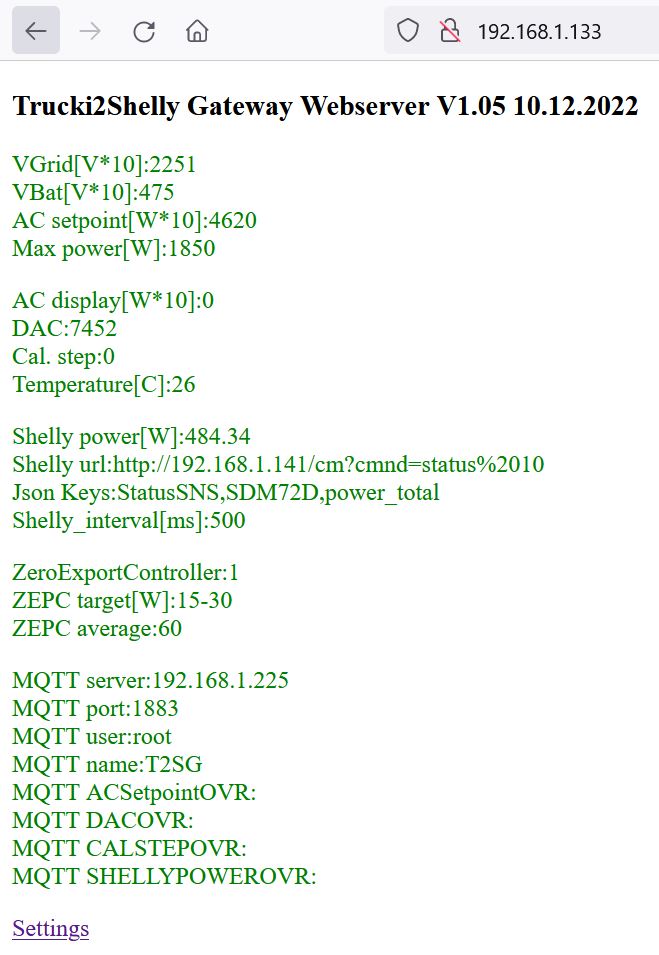 192.168.1.133
Trucki2Shelly Gateway Webserver V1.05 10.12.2022
VGrid[V*10]:2251
VBat[V*10]:475
AC setpoint[W*10]:4620
Max power[W]:1850
AC display[W*10]:0
DAC:7452
Cal. step:0
Temperature[C]:26
Shelly power[W]:484.34
Shelly url:http://192.168.1.141/cm?cmnd=status%2010
Json Keys:StatusSNS,SDM72D,power_total
Shelly_interval[ms]:500
ZeroExportController:1
ZEPC target[W]:15-30
ZEPC average:60
MQTT server:192.168.1.225
MQTT port:1883
MQTT user:root
MQTT name:T2SG
MQTT ACSetpointOVR:
MQTT DACOVR:
MQTT CALSTEPOVR:
MQTT SHELLYPOWEROVR:
Settings